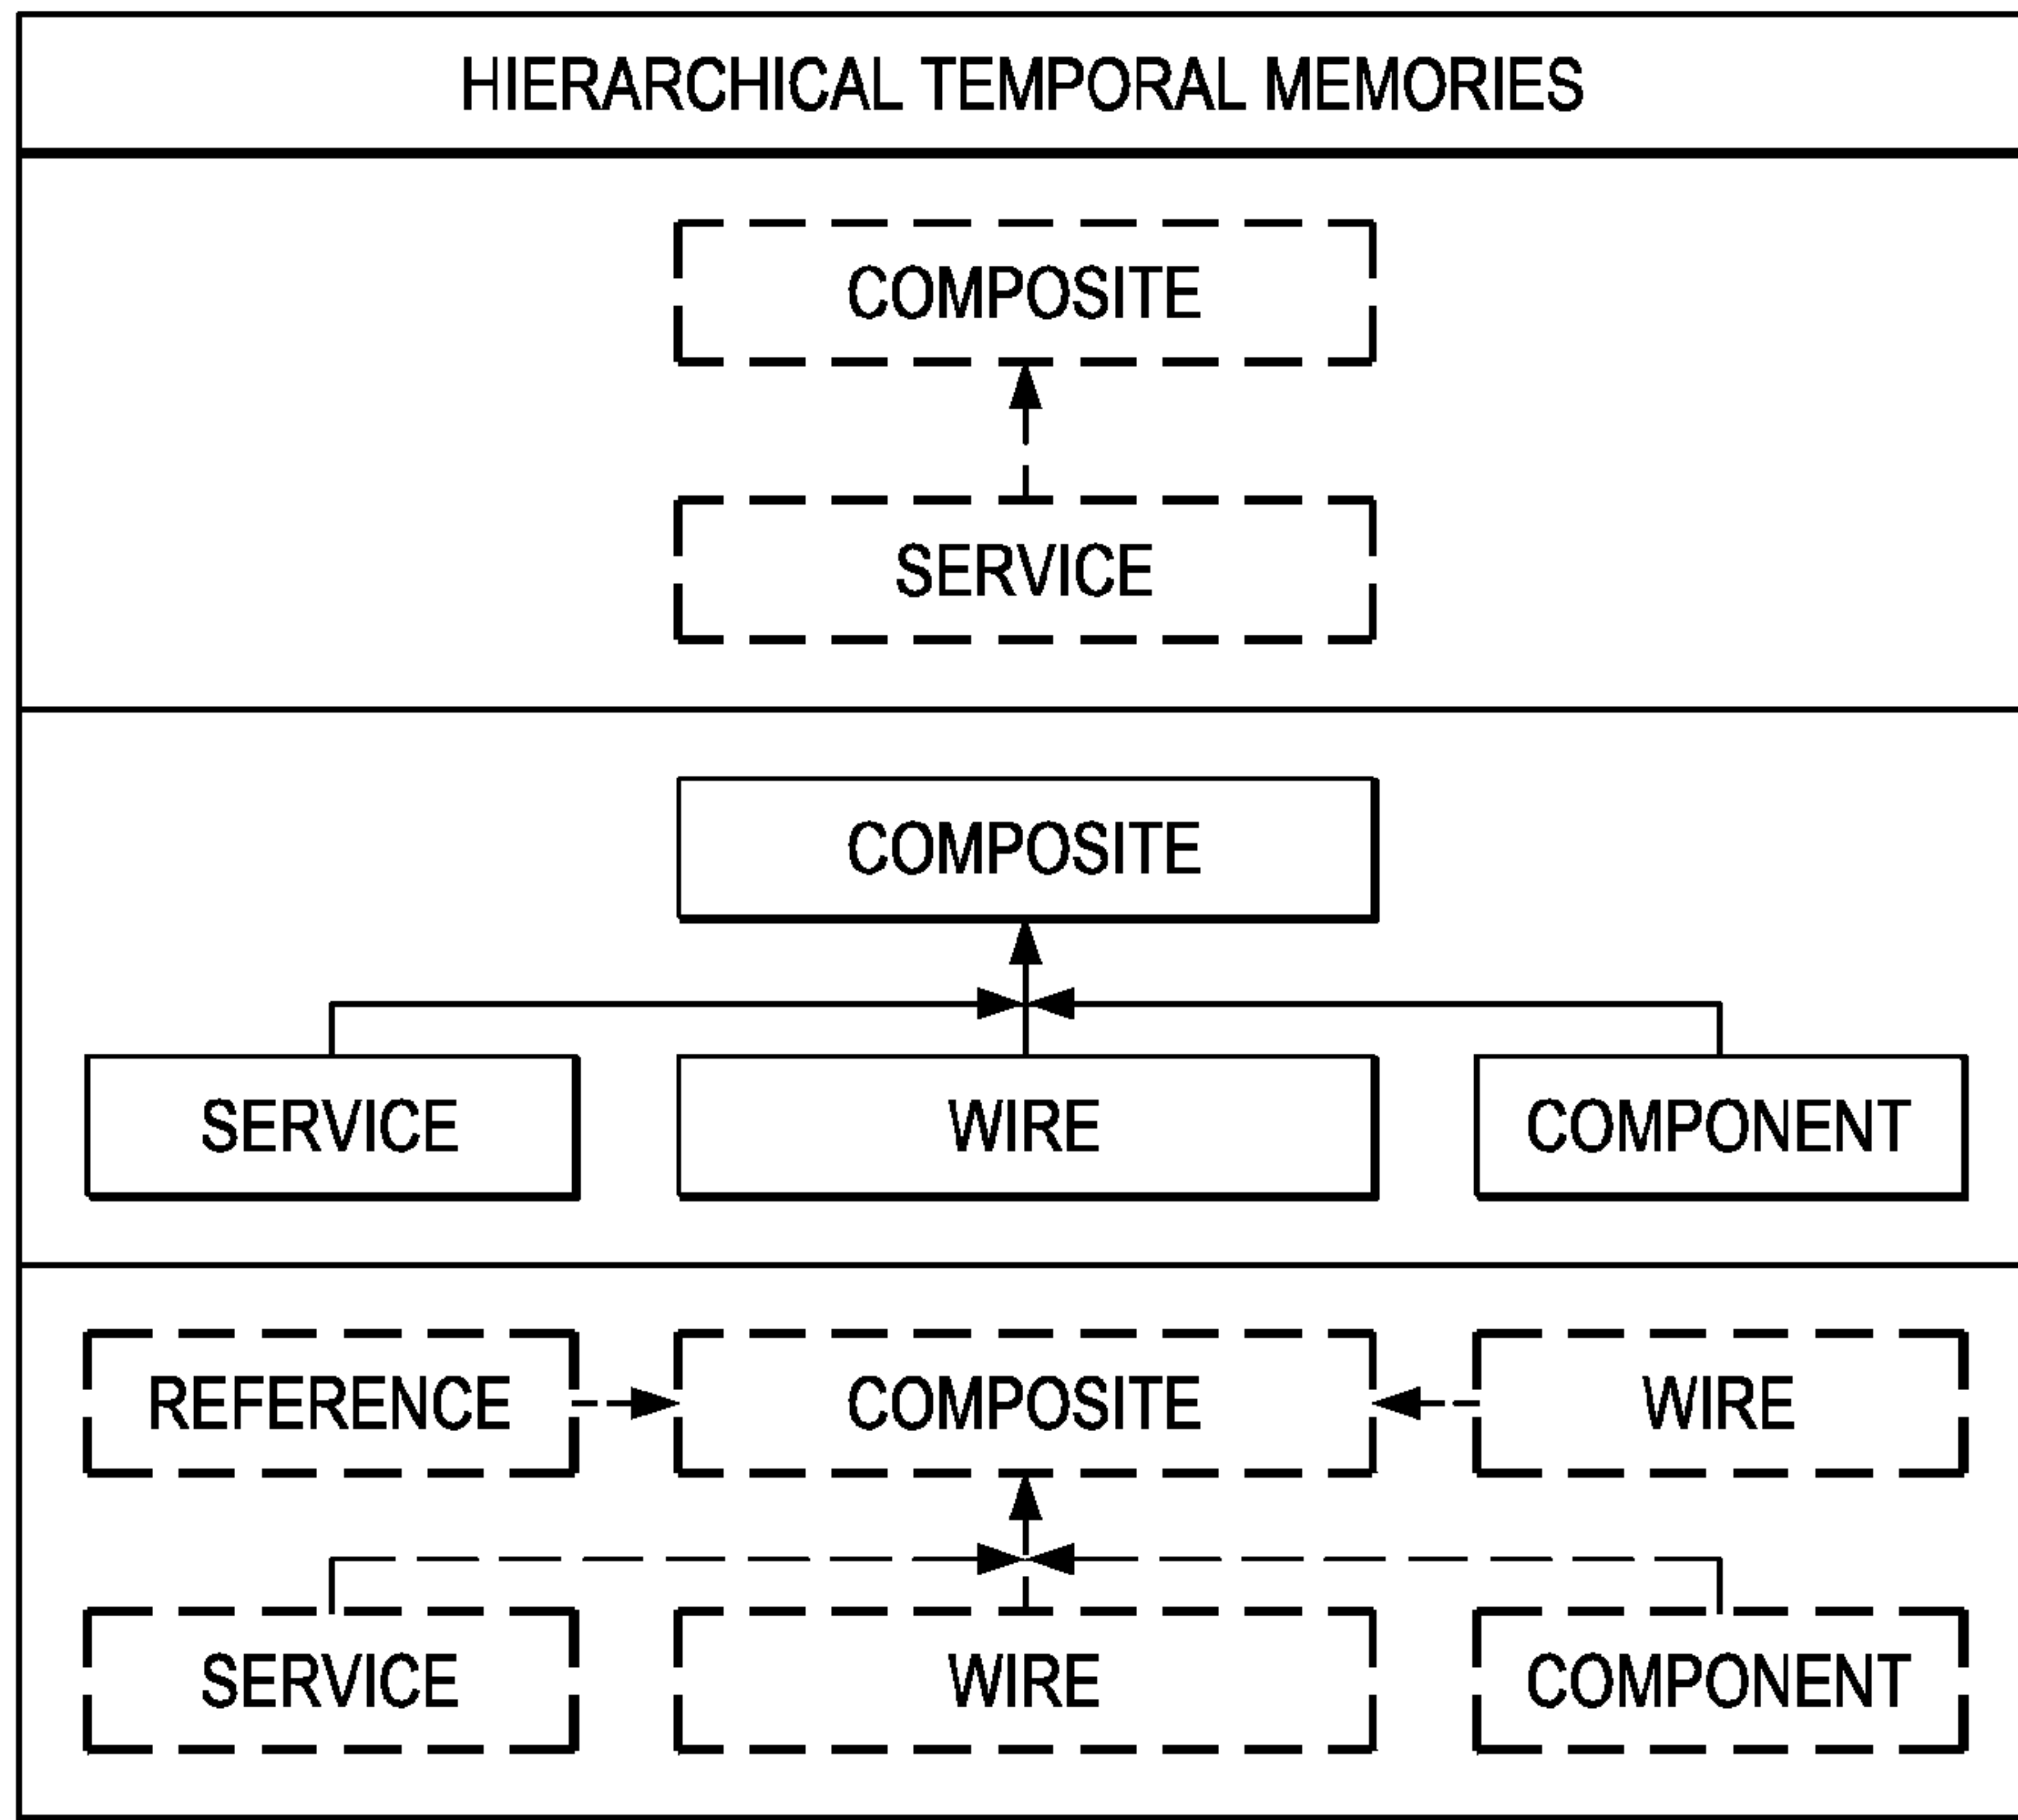 HIERARCHICAL TEMPORAL MEMORIES
COMPOSITE
SERVICE
COMPOSITE
SERVICE WIRE COMPONENT
REFERENCE COMPOSITE WIRE
SERVICE WIRE COMPONENT